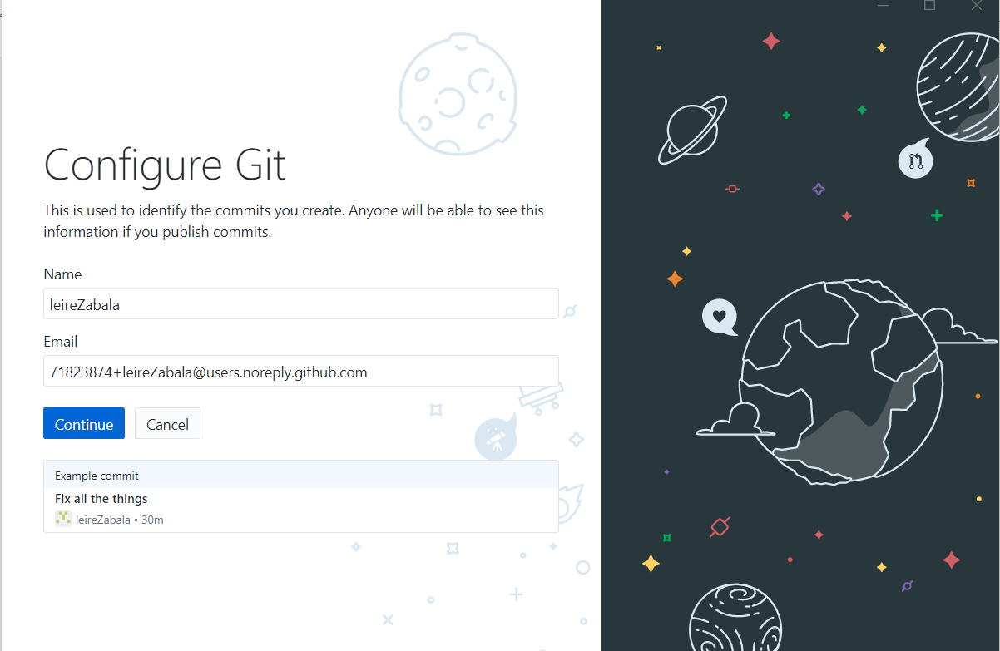 Configure Git
This is used to identify the commits you create. Anyone will be able to see this
information if you publish commits.
Name
leireZabala
Email
71823874+leireZabala@users.noreply.github.com
Continue Cancel
Example commit
Fix all the things
leireZabala • 30m